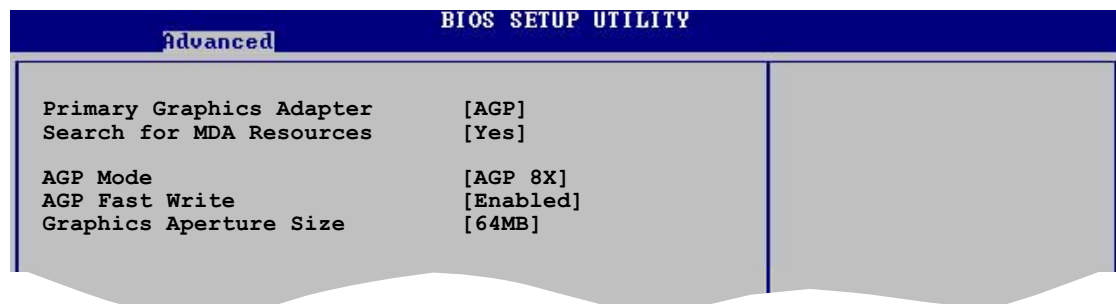 BIOS SETUP UTILITY
Advanced
Primary Graphics Adapter [AGP]
Search for MDA Resources [Yes]
AGP Mode [AGP 8X]
AGP Fast Write [Enabled]
Graphics Aperture Size [64MB]